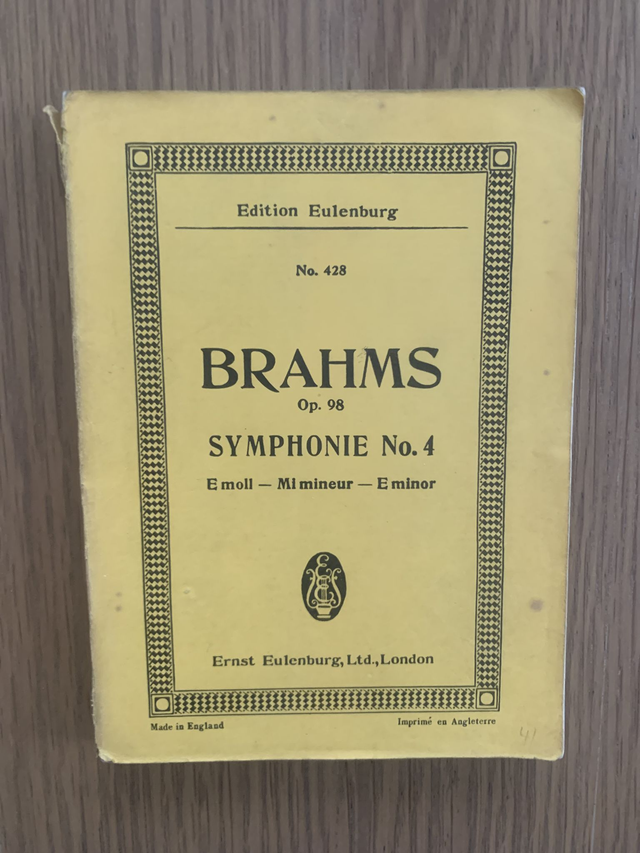 Edition Eulenburg
No. 428
BRAHMS
Op. 98
SYMPHONIE No. 4
E moll — Mi mineur — E minor
Ernst Eulenburg, Ltd., London
Made in England
Imprimé en Angleterre
41